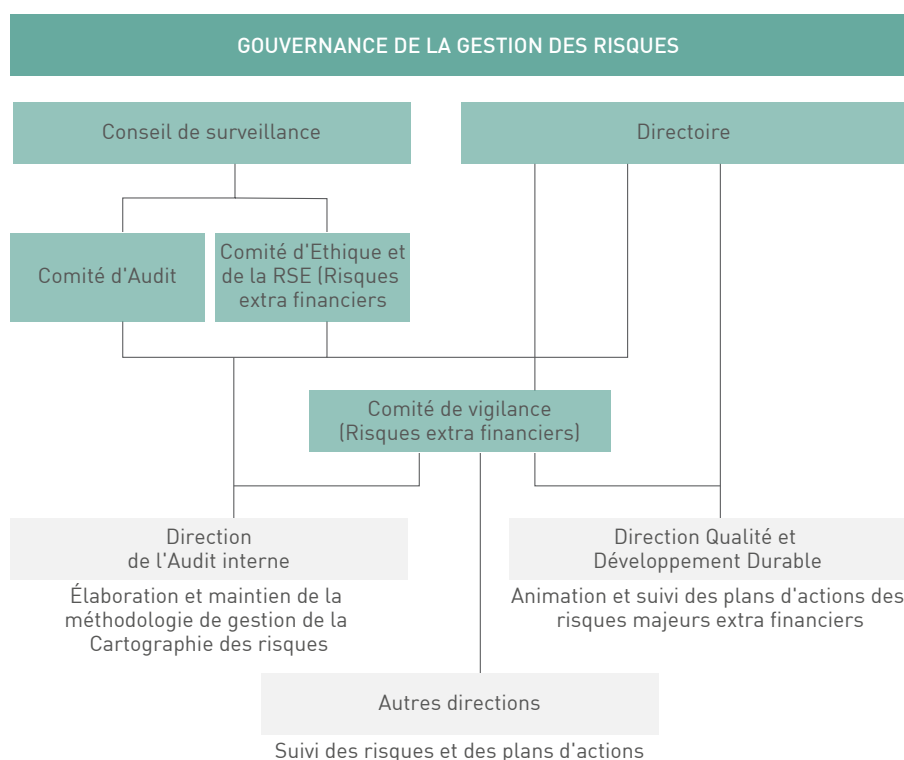 GOUVERNANCE DE LA GESTION DES RISQUES
Conseil de surveillance
Directoire
Comité d'Audit
Comité d'Ethique et
de la RSE (Risques
extra financiers
Comité de vigilance
(Risques extra financiers)
Direction
de l'Audit interne
Élaboration et maintien de la
méthodologie de gestion de la
Cartographie des risques
Direction Qualité et
Développement Durable
Animation et suivi des plans d'actions des
risques majeurs extra financiers
Autres directions
Suivi des risques et des plans d'actions